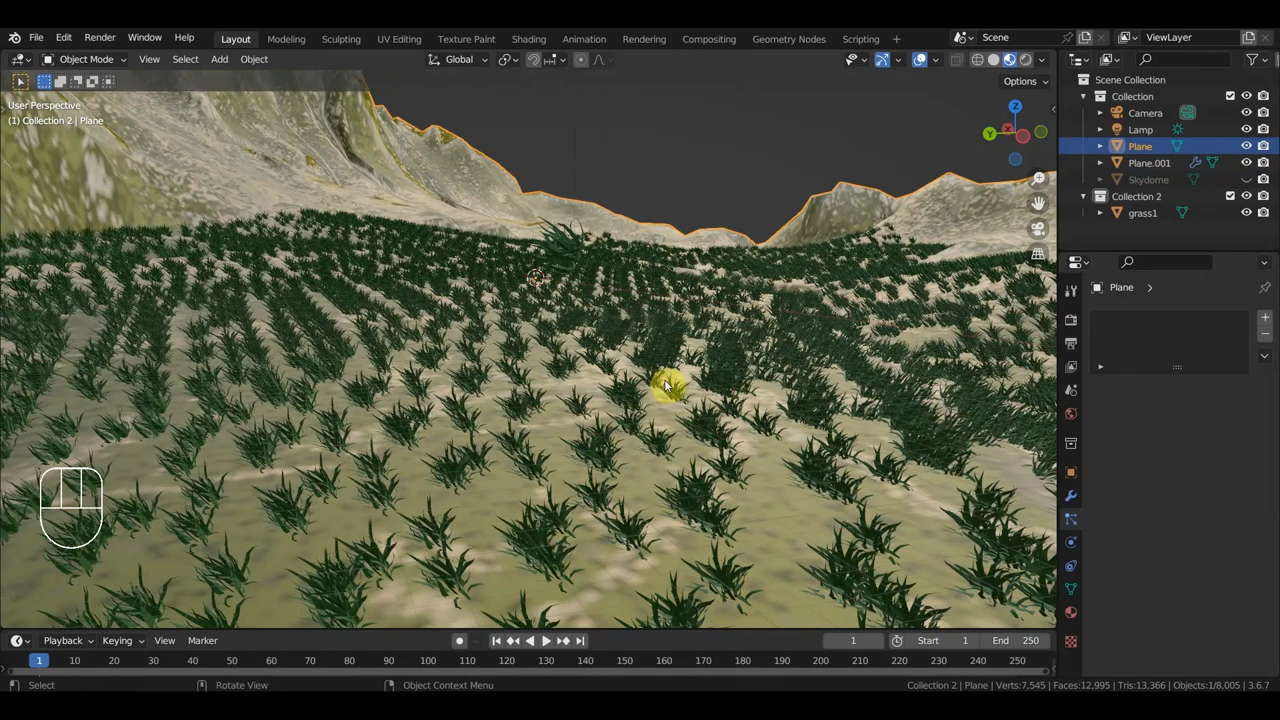 File Edit Render Window Help Layout Modeling Sculpting UV Editing Texture Paint Shading Animation Rendering Compositing Geometry Nodes Scripting + Scene ViewLayer
Object Mode View Select Add Object Global
Options
User Perspective
(1) Collection 2 | Plane
Z
Y
X
Scene Collection
Collection
Camera
Lamp
Plane
Plane.001
Skydome
Collection 2
grass1
Plane
Playback Keying View Marker 1 Start 1 End 250
1 10 20 30 40 50 60 70 80 90 100 110 120 130 140 150 160 170 180 190 200 210 220 230 240 250
Select Rotate View Object Context Menu Collection 2 | Plane | Verts:7,545 | Faces:12,995 | Tris:13,366 | Objects:1/8,005 | 3.6.7